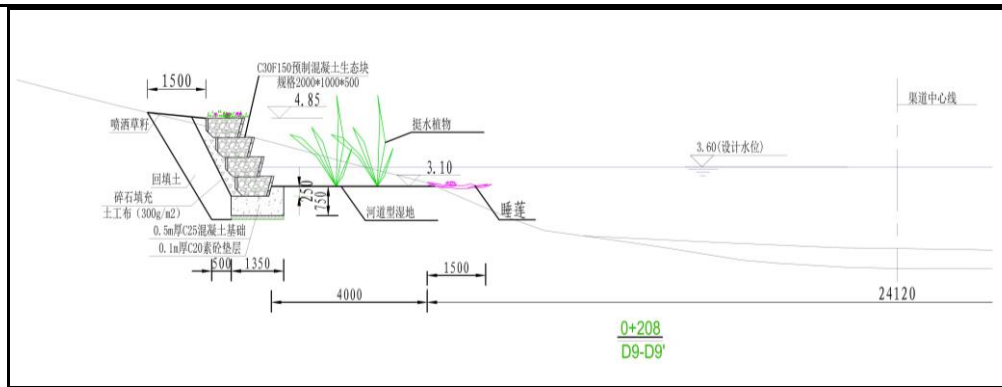 C30F150预制混凝土生态块
规格2000*1000*500
1500
4.85
渠道中心线
喷洒草籽
挺水植物
3.60(设计水位)
3.10
回填土
250
750
碎石填充
土工布（300g/m2）
河道型湿地
睡莲
0.5m厚C25混凝土基础
0.1m厚C20素砼垫层
500
1350
1500
4000
24120
0+208
D9-D9'